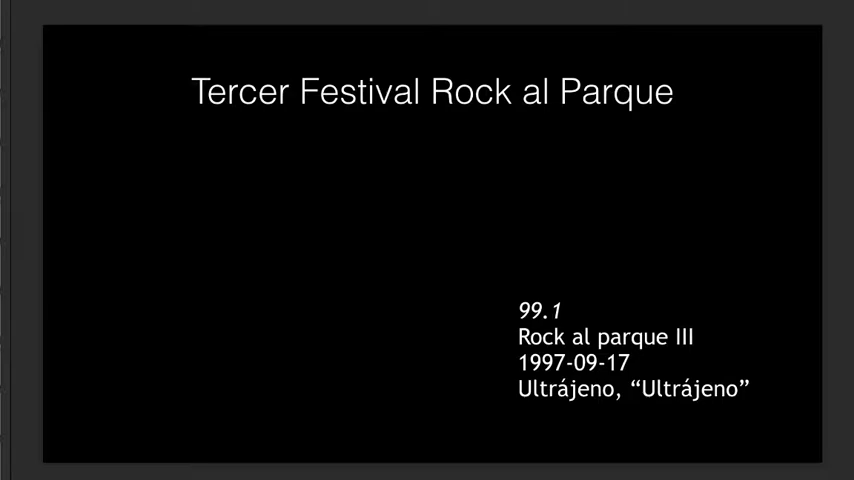 Tercer Festival Rock al Parque
99.1
Rock al parque III
1997-09-17
Ultrájeno, “Ultrájeno”